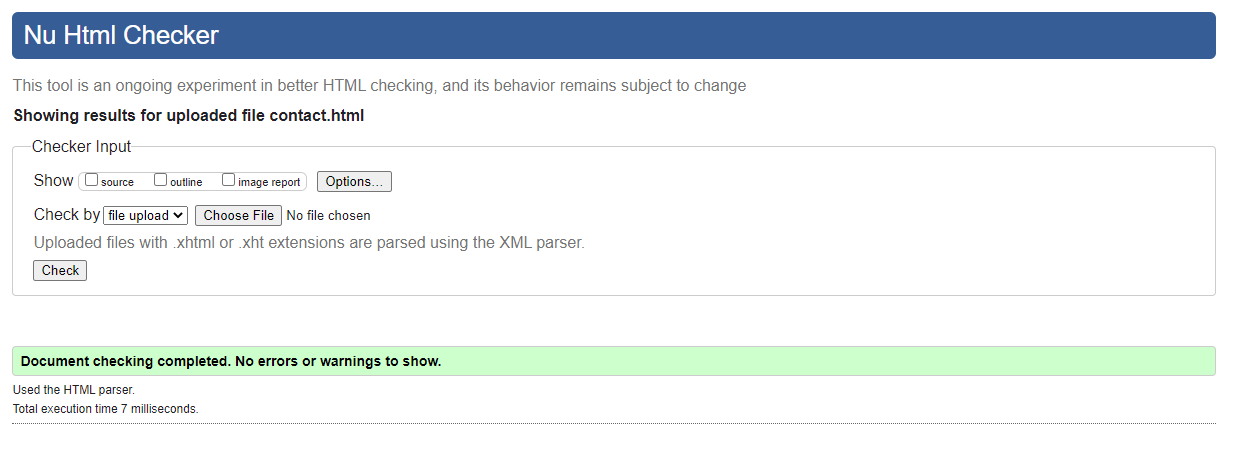 Nu Html Checker
This tool is an ongoing experiment in better HTML checking, and its behavior remains subject to change
Showing results for uploaded file contact.html
Checker Input
Show source outline image report Options...
Check by file upload Choose File No file chosen
Uploaded files with .xhtml or .xht extensions are parsed using the XML parser.
Check
Document checking completed. No errors or warnings to show.
Used the HTML parser.
Total execution time 7 milliseconds.